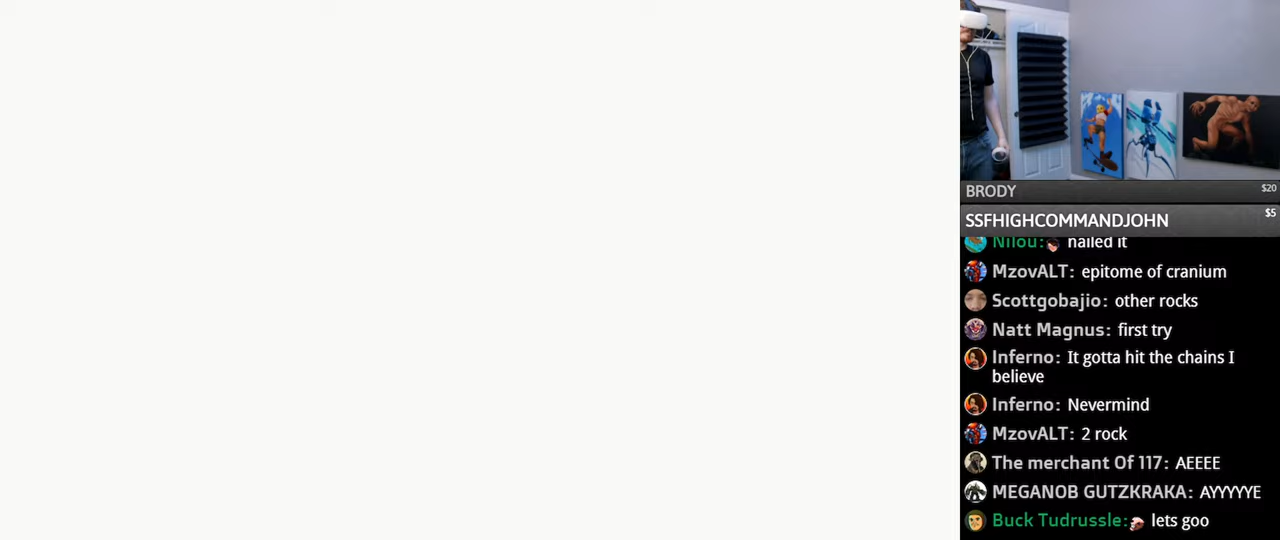 BRODY $20
SSFHIGHCOMMANDJOHN $5
Nilou: nailed it
MzovALT: epitome of cranium
Scottgobajio: other rocks
Natt Magnus: first try
Inferno: It gotta hit the chains I
believe
Inferno: Nevermind
MzovALT: 2 rock
The merchant Of 117: AEEEE
MEGANOB GUTZKRAKA: AYYYYYE
Buck Tudrussle: lets goo